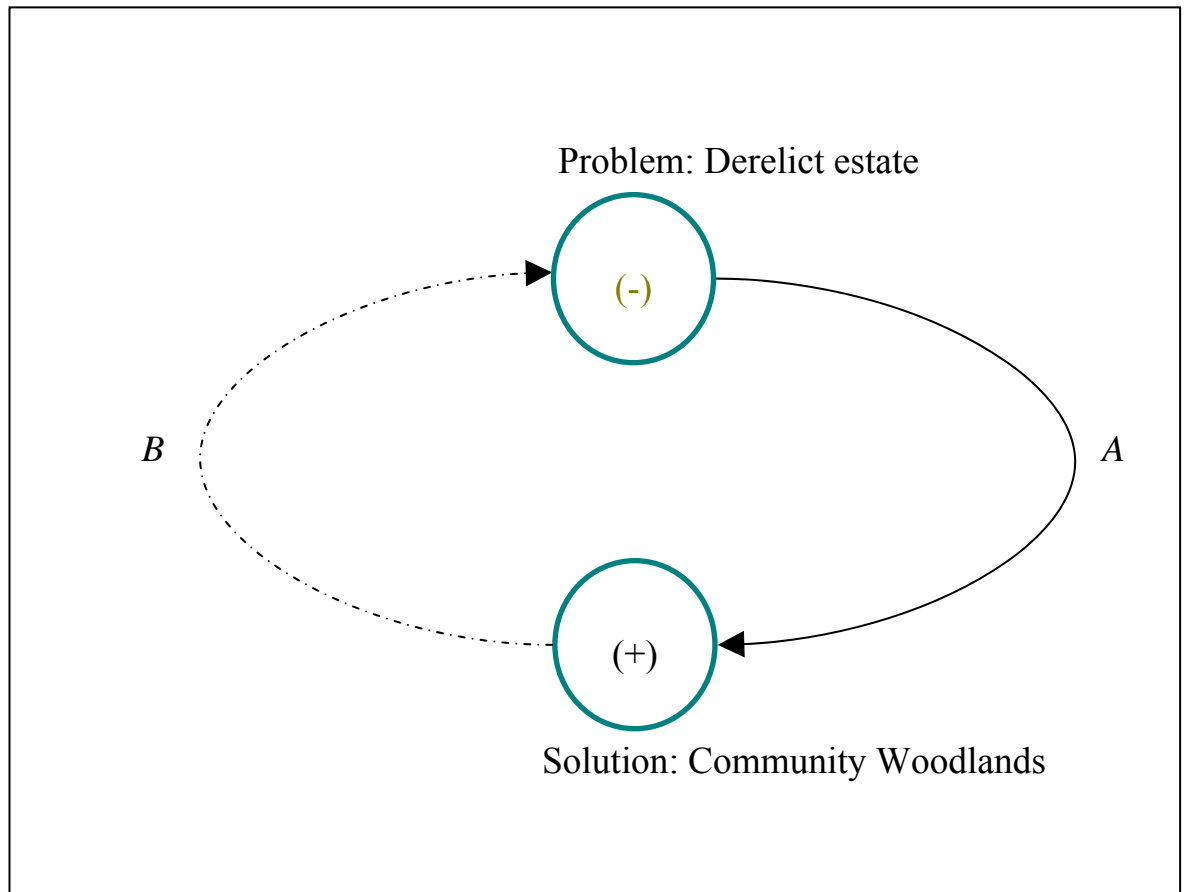 Problem: Derelict estate
(-)
B
A
(+)
Solution: Community Woodlands